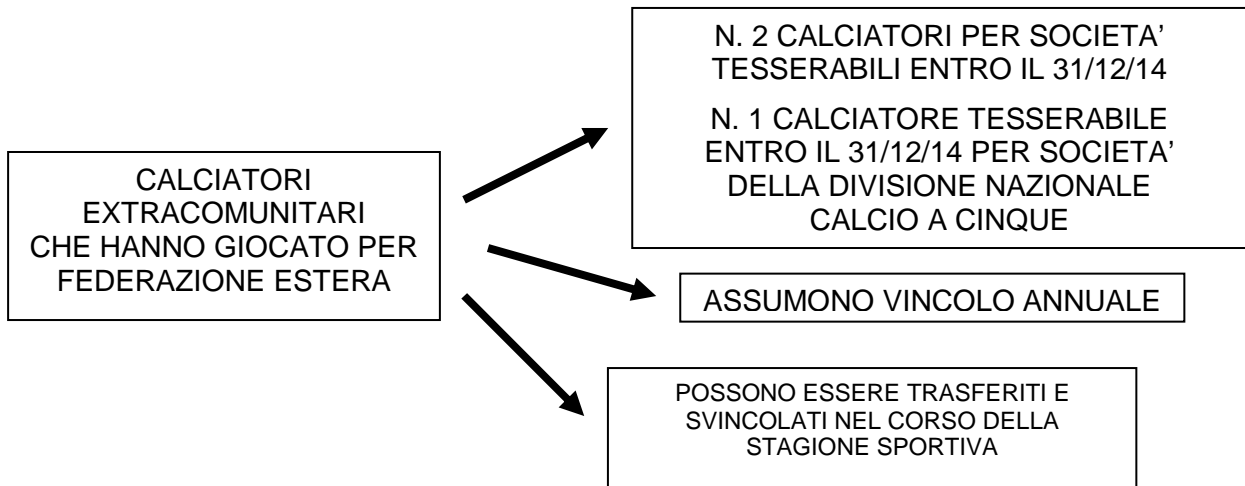 CALCIATORI
EXTRACOMUNITARI
CHE HANNO GIOCATO PER
FEDERAZIONE ESTERA
N. 2 CALCIATORI PER SOCIETA’
TESSERABILI ENTRO IL 31/12/14
N. 1 CALCIATORE TESSERABILE
ENTRO IL 31/12/14 PER SOCIETA’
DELLA DIVISIONE NAZIONALE
CALCIO A CINQUE
ASSUMONO VINCOLO ANNUALE
POSSONO ESSERE TRASFERITI E
SVINCOLATI NEL CORSO DELLA
STAGIONE SPORTIVA